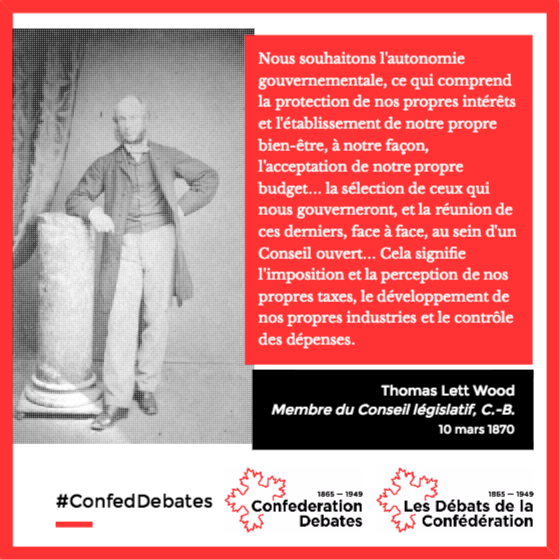 Nous souhaitons l'autonomie
gouvernementale, ce qui comprend
la protection de nos propres intérêts
et l'établissement de notre propre
bien-être, à notre façon,
l'acceptation de notre propre
budget... la sélection de ceux qui
nous gouverneront, et la réunion de
ces derniers, face à face, au sein d'un
Conseil ouvert... Cela signifie
l'imposition et la perception de nos
propres taxes, le développement de
nos propres industries et le contrôle
des dépenses.
Thomas Lett Wood
Membre du Conseil législatif, C.-B.
10 mars 1870
#ConfedDebates
1865 — 1949
Confederation
Debates
1865 — 1949
Les Débats de la
Confédération